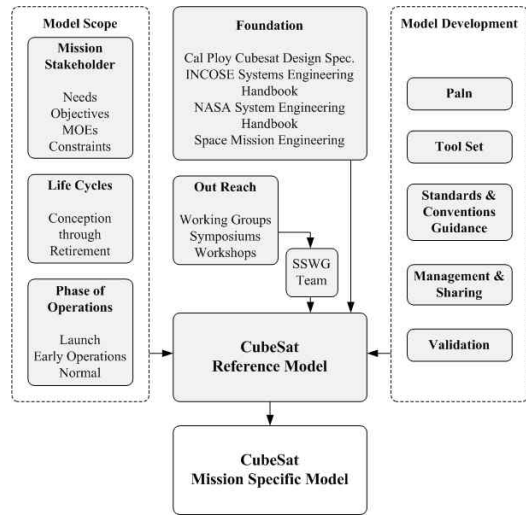 Model Scope
Mission
Stakeholder
Needs
Objectives
MOEs
Constraints
Life Cycles
Conception
through
Retirement
Phase of
Operations
Launch
Early Operations
Normal
Foundation
Cal Ploy Cubesat Design Spec.
INCOSE Systems Engineering
Handbook
NASA System Engineering
Handbook
Space Mission Engineering
Out Reach
Working Groups
Symposiums
Workshops
SSWG
Team
CubeSat
Reference Model
CubeSat
Mission Specific Model
Model Development
Paln
Tool Set
Standards &
Conventions
Guidance
Management &
Sharing
Validation